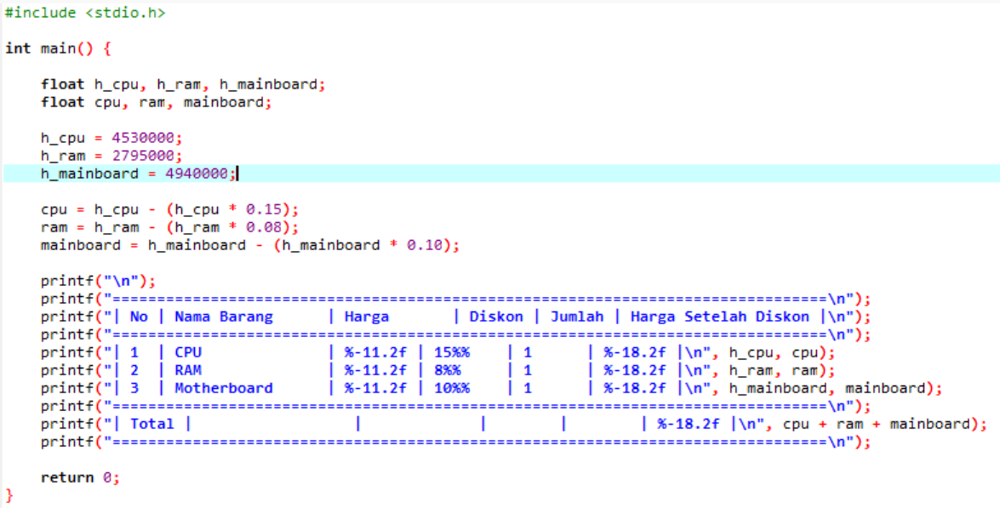 #include <stdio.h>
int main() {
    float h_cpu, h_ram, h_mainboard;
    float cpu, ram, mainboard;
    h_cpu = 4530000;
    h_ram = 2795000;
    h_mainboard = 4940000;
    cpu = h_cpu - (h_cpu * 0.15);
    ram = h_ram - (h_ram * 0.08);
    mainboard = h_mainboard - (h_mainboard * 0.10);
    printf("\n");
    printf("================================================================================\n");
    printf("| No | Nama Barang      | Harga       | Diskon | Jumlah | Harga Setelah Diskon |\n");
    printf("================================================================================\n");
    printf("| 1  | CPU              | %-11.2f | 15%%    | 1      | %-18.2f |\n", h_cpu, cpu);
    printf("| 2  | RAM              | %-11.2f | 8%%     | 1      | %-18.2f |\n", h_ram, ram);
    printf("| 3  | Motherboard      | %-11.2f | 10%%    | 1      | %-18.2f |\n", h_mainboard, mainboard);
    printf("================================================================================\n");
    printf("| Total |                  |             |        |        | %-18.2f |\n", cpu + ram + mainboard);
    printf("================================================================================\n");
    return 0;
}